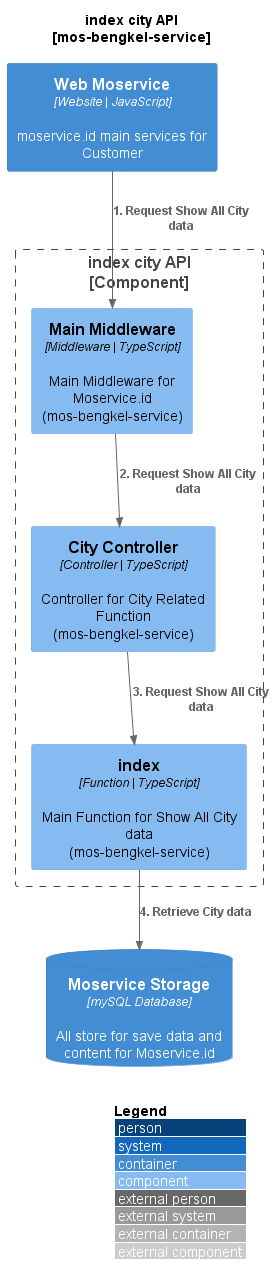 index city API
[mos-bengkel-service]
Web Moservice
[Website | JavaScript]
moservice.id main services for
Customer
1. Request Show All City
data
index city API
[Component]
Main Middleware
[Middleware | TypeScript]
Main Middleware for
Moservice.id
(mos-bengkel-service)
2. Request Show All City
data
City Controller
[Controller | TypeScript]
Controller for City Related
Function
(mos-bengkel-service)
3. Request Show All City
data
index
[Function | TypeScript]
Main Function for Show All City
data
(mos-bengkel-service)
4. Retrieve City data
Moservice Storage
[mySQL Database]
All store for save data and
content for Moservice.id
Legend
person
system
container
component
external person
external system
external container
external component